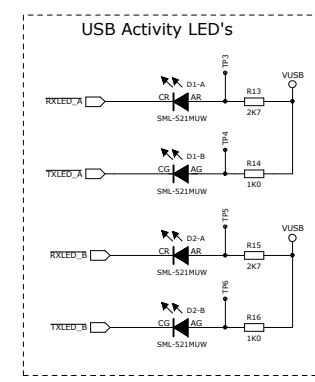 USB Activity LED's
TP3
VUSB
D1-A
R13
RXLED_A
CR
AR
2K7
SML-521MUW
TP4
D1-B
R14
TXLED_A
CG
AG
1K0
SML-521MUW
TP5
VUSB
D2-A
R15
RXLED_B
CR
AR
2K7
SML-521MUW
TP6
D2-B
R16
TXLED_B
CG
AG
1K0
SML-521MUW